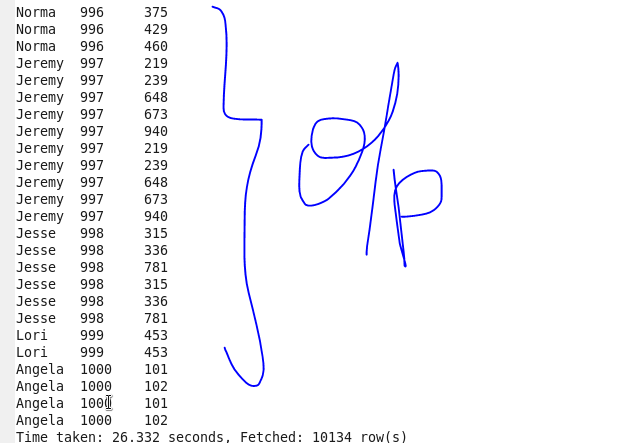 Norma 996 375
Norma 996 429
Norma 996 460
Jeremy 997 219
Jeremy 997 239
Jeremy 997 648
Jeremy 997 673
Jeremy 997 940
Jeremy 997 219
Jeremy 997 239
Jeremy 997 648
Jeremy 997 673
Jeremy 997 940
Jesse 998 315
Jesse 998 336
Jesse 998 781
Jesse 998 315
Jesse 998 336
Jesse 998 781
Lori 999 453
Lori 999 453
Angela 1000 101
Angela 1000 102
Angela 1000 101
Angela 1000 102
Time taken: 26.332 seconds, Fetched: 10134 row(s)
o/p